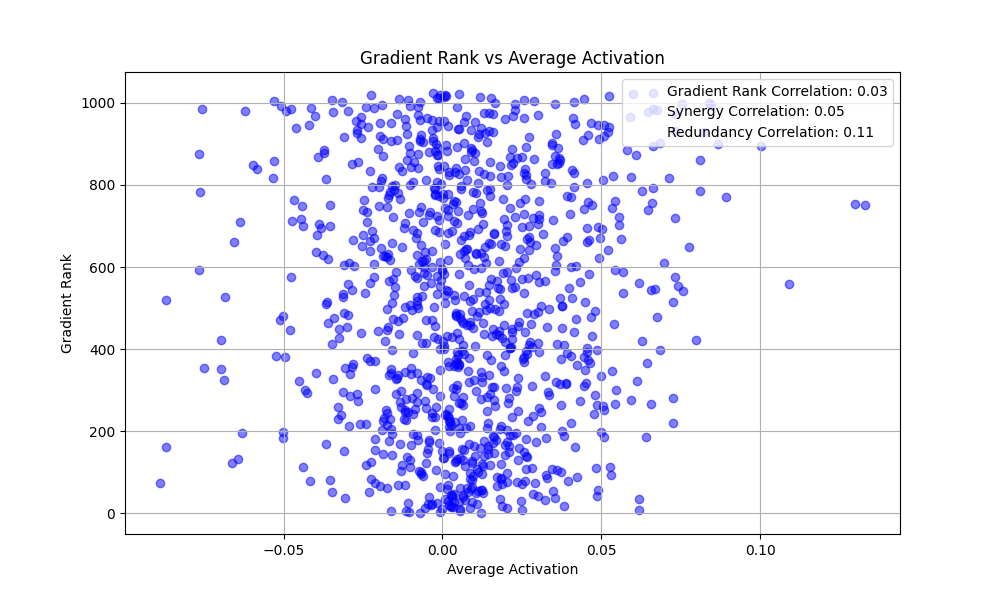 Gradient Rank vs Average Activation
Gradient Rank Correlation: 0.03
Synergy Correlation: 0.05
Redundancy Correlation: 0.11
1000
800
600
400
200
0
Gradient Rank
−0.05
0.00
0.05
0.10
Average Activation